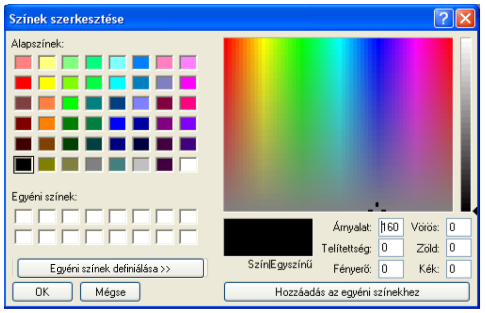 Színek szerkesztése
Alapszínek:
Egyéni színek:
Egyéni színek definiálása >>
OK
Mégse
Szín|Egyszínű
Árnyalat: 160
Vörös: 0
Telítettség: 0
Zöld: 0
Fényerő: 0
Kék: 0
Hozzáadás az egyéni színekhez